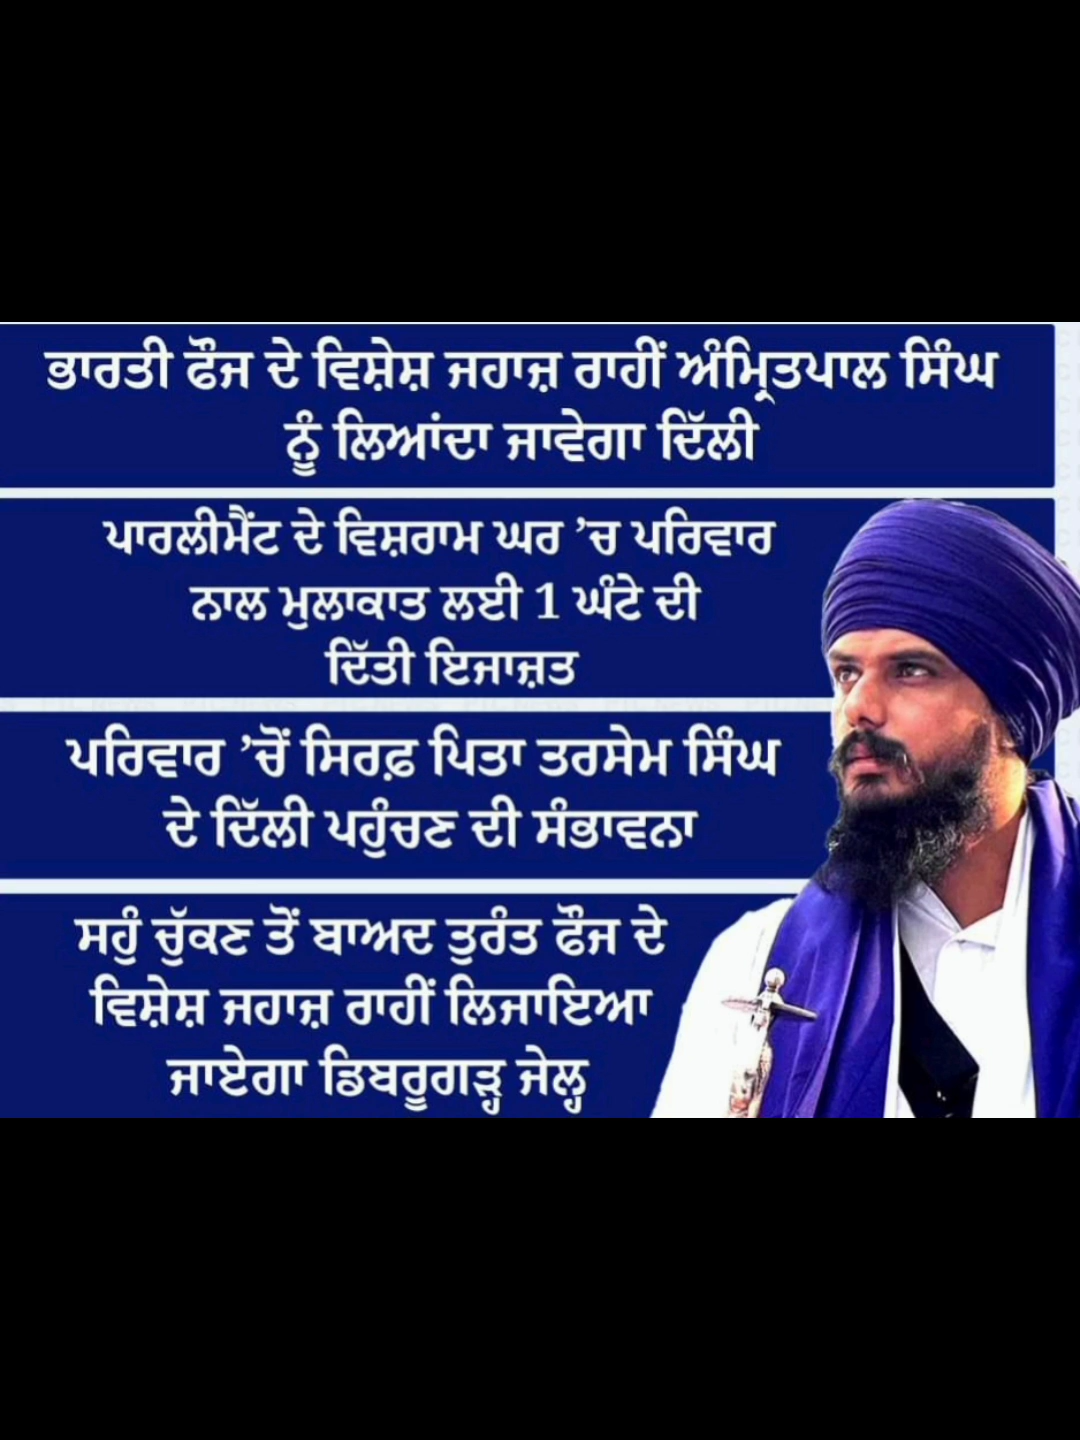 ਭਾਰਤੀ ਫੌਜ ਦੇ ਵਿਸ਼ੇਸ਼ ਜਹਾਜ਼ ਰਾਹੀਂ ਅੰਮ੍ਰਿਤਪਾਲ ਸਿੰਘ
ਨੂੰ ਲਿਆਂਦਾ ਜਾਵੇਗਾ ਦਿੱਲੀ
ਪਾਰਲੀਮੈਂਟ ਦੇ ਵਿਸ਼ਰਾਮ ਘਰ ’ਚ ਪਰਿਵਾਰ
ਨਾਲ ਮੁਲਾਕਾਤ ਲਈ 1 ਘੰਟੇ ਦੀ
ਦਿੱਤੀ ਇਜਾਜ਼ਤ
ਪਰਿਵਾਰ ’ਚੋਂ ਸਿਰਫ਼ ਪਿਤਾ ਤਰਸੇਮ ਸਿੰਘ
ਦੇ ਦਿੱਲੀ ਪਹੁੰਚਣ ਦੀ ਸੰਭਾਵਨਾ
ਸਹੁੰ ਚੁੱਕਣ ਤੋਂ ਬਾਅਦ ਤੁਰੰਤ ਫੌਜ ਦੇ
ਵਿਸ਼ੇਸ਼ ਜਹਾਜ਼ ਰਾਹੀਂ ਲਿਜਾਇਆ
ਜਾਏਗਾ ਡਿਬਰੂਗੜ੍ਹ ਜੇਲ੍ਹ